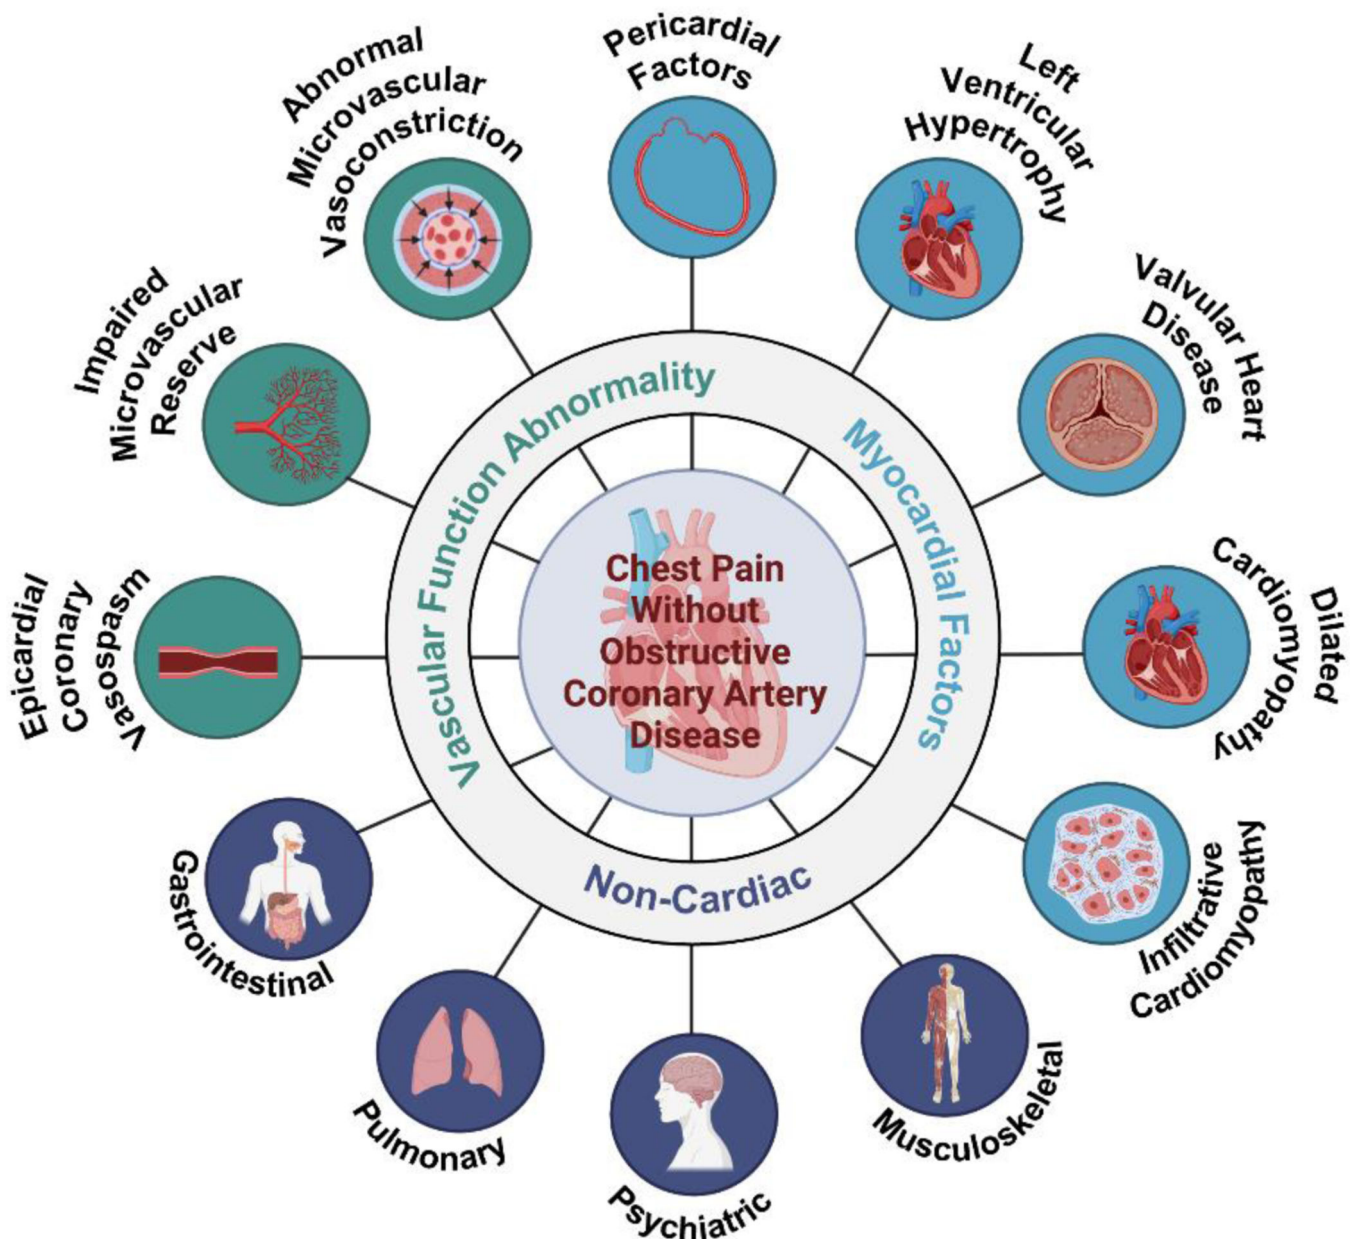 Pericardial
Factors
Left
Ventricular
Hypertrophy
Valvular Heart
Disease
Dilated
Cardiomyopathy
Infiltrative
Cardiomyopathy
Musculoskeletal
Psychiatric
Pulmonary
Gastrointestinal
Epicardial
Coronary
Vasospasm
Impaired
Microvascular
Reserve
Abnormal
Microvascular
Vasoconstriction
Vascular Function Abnormality
Myocardial Factors
Non-Cardiac
Chest Pain
Without
Obstructive
Coronary Artery
Disease